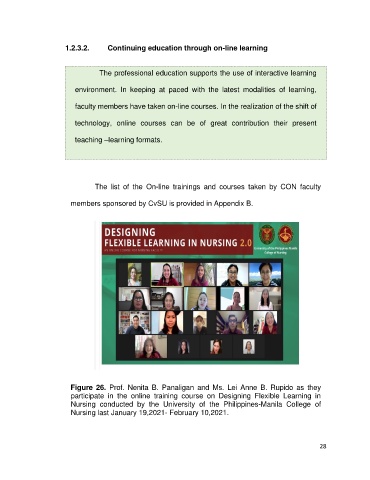 1.2.3.2. Continuing education through on-line learning
The professional education supports the use of interactive learning
environment. In keeping at paced with the latest modalities of learning,
faculty members have taken on-line courses. In the realization of the shift of
technology, online courses can be of great contribution their present
teaching –learning formats.
The list of the On-line trainings and courses taken by CON faculty
members sponsored by CvSU is provided in Appendix B.
DESIGNING
FLEXIBLE LEARNING IN NURSING 2.0
University of the Philippines Manila
College of Nursing
Figure 26. Prof. Nenita B. Panaligan and Ms. Lei Anne B. Rupido as they
participate in the online training course on Designing Flexible Learning in
Nursing conducted by the University of the Philippines-Manila College of
Nursing last January 19,2021- February 10,2021.
28